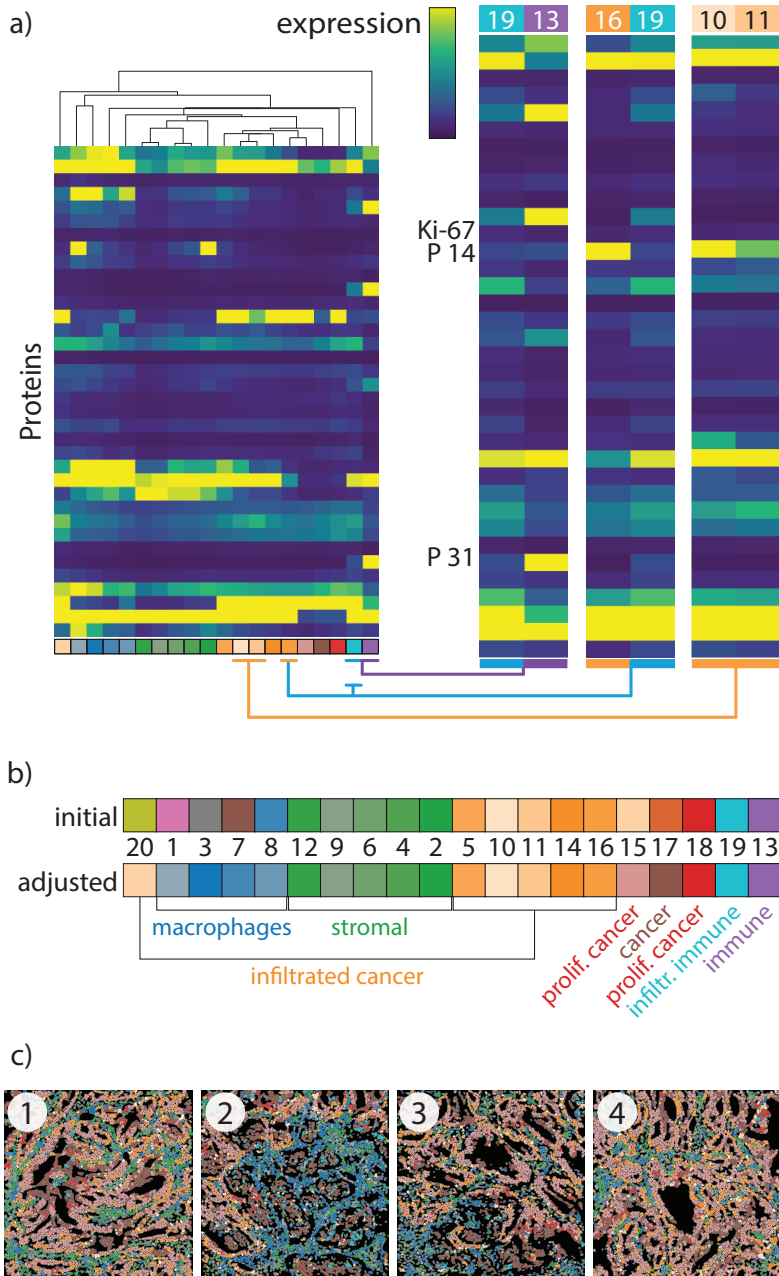 a)
expression
19 13 16 19 10 11
Ki-67
P 14
Proteins
P 31
b)
initial
20 1 3 7 8 12 9 6 4 2 5 10 11 14 16 15 17 18 19 13
adjusted
macrophages stromal
infiltrated cancer
prolif. cancer
cancer
prolif. cancer
infiltr. immune
immune
c)
1 2 3 4